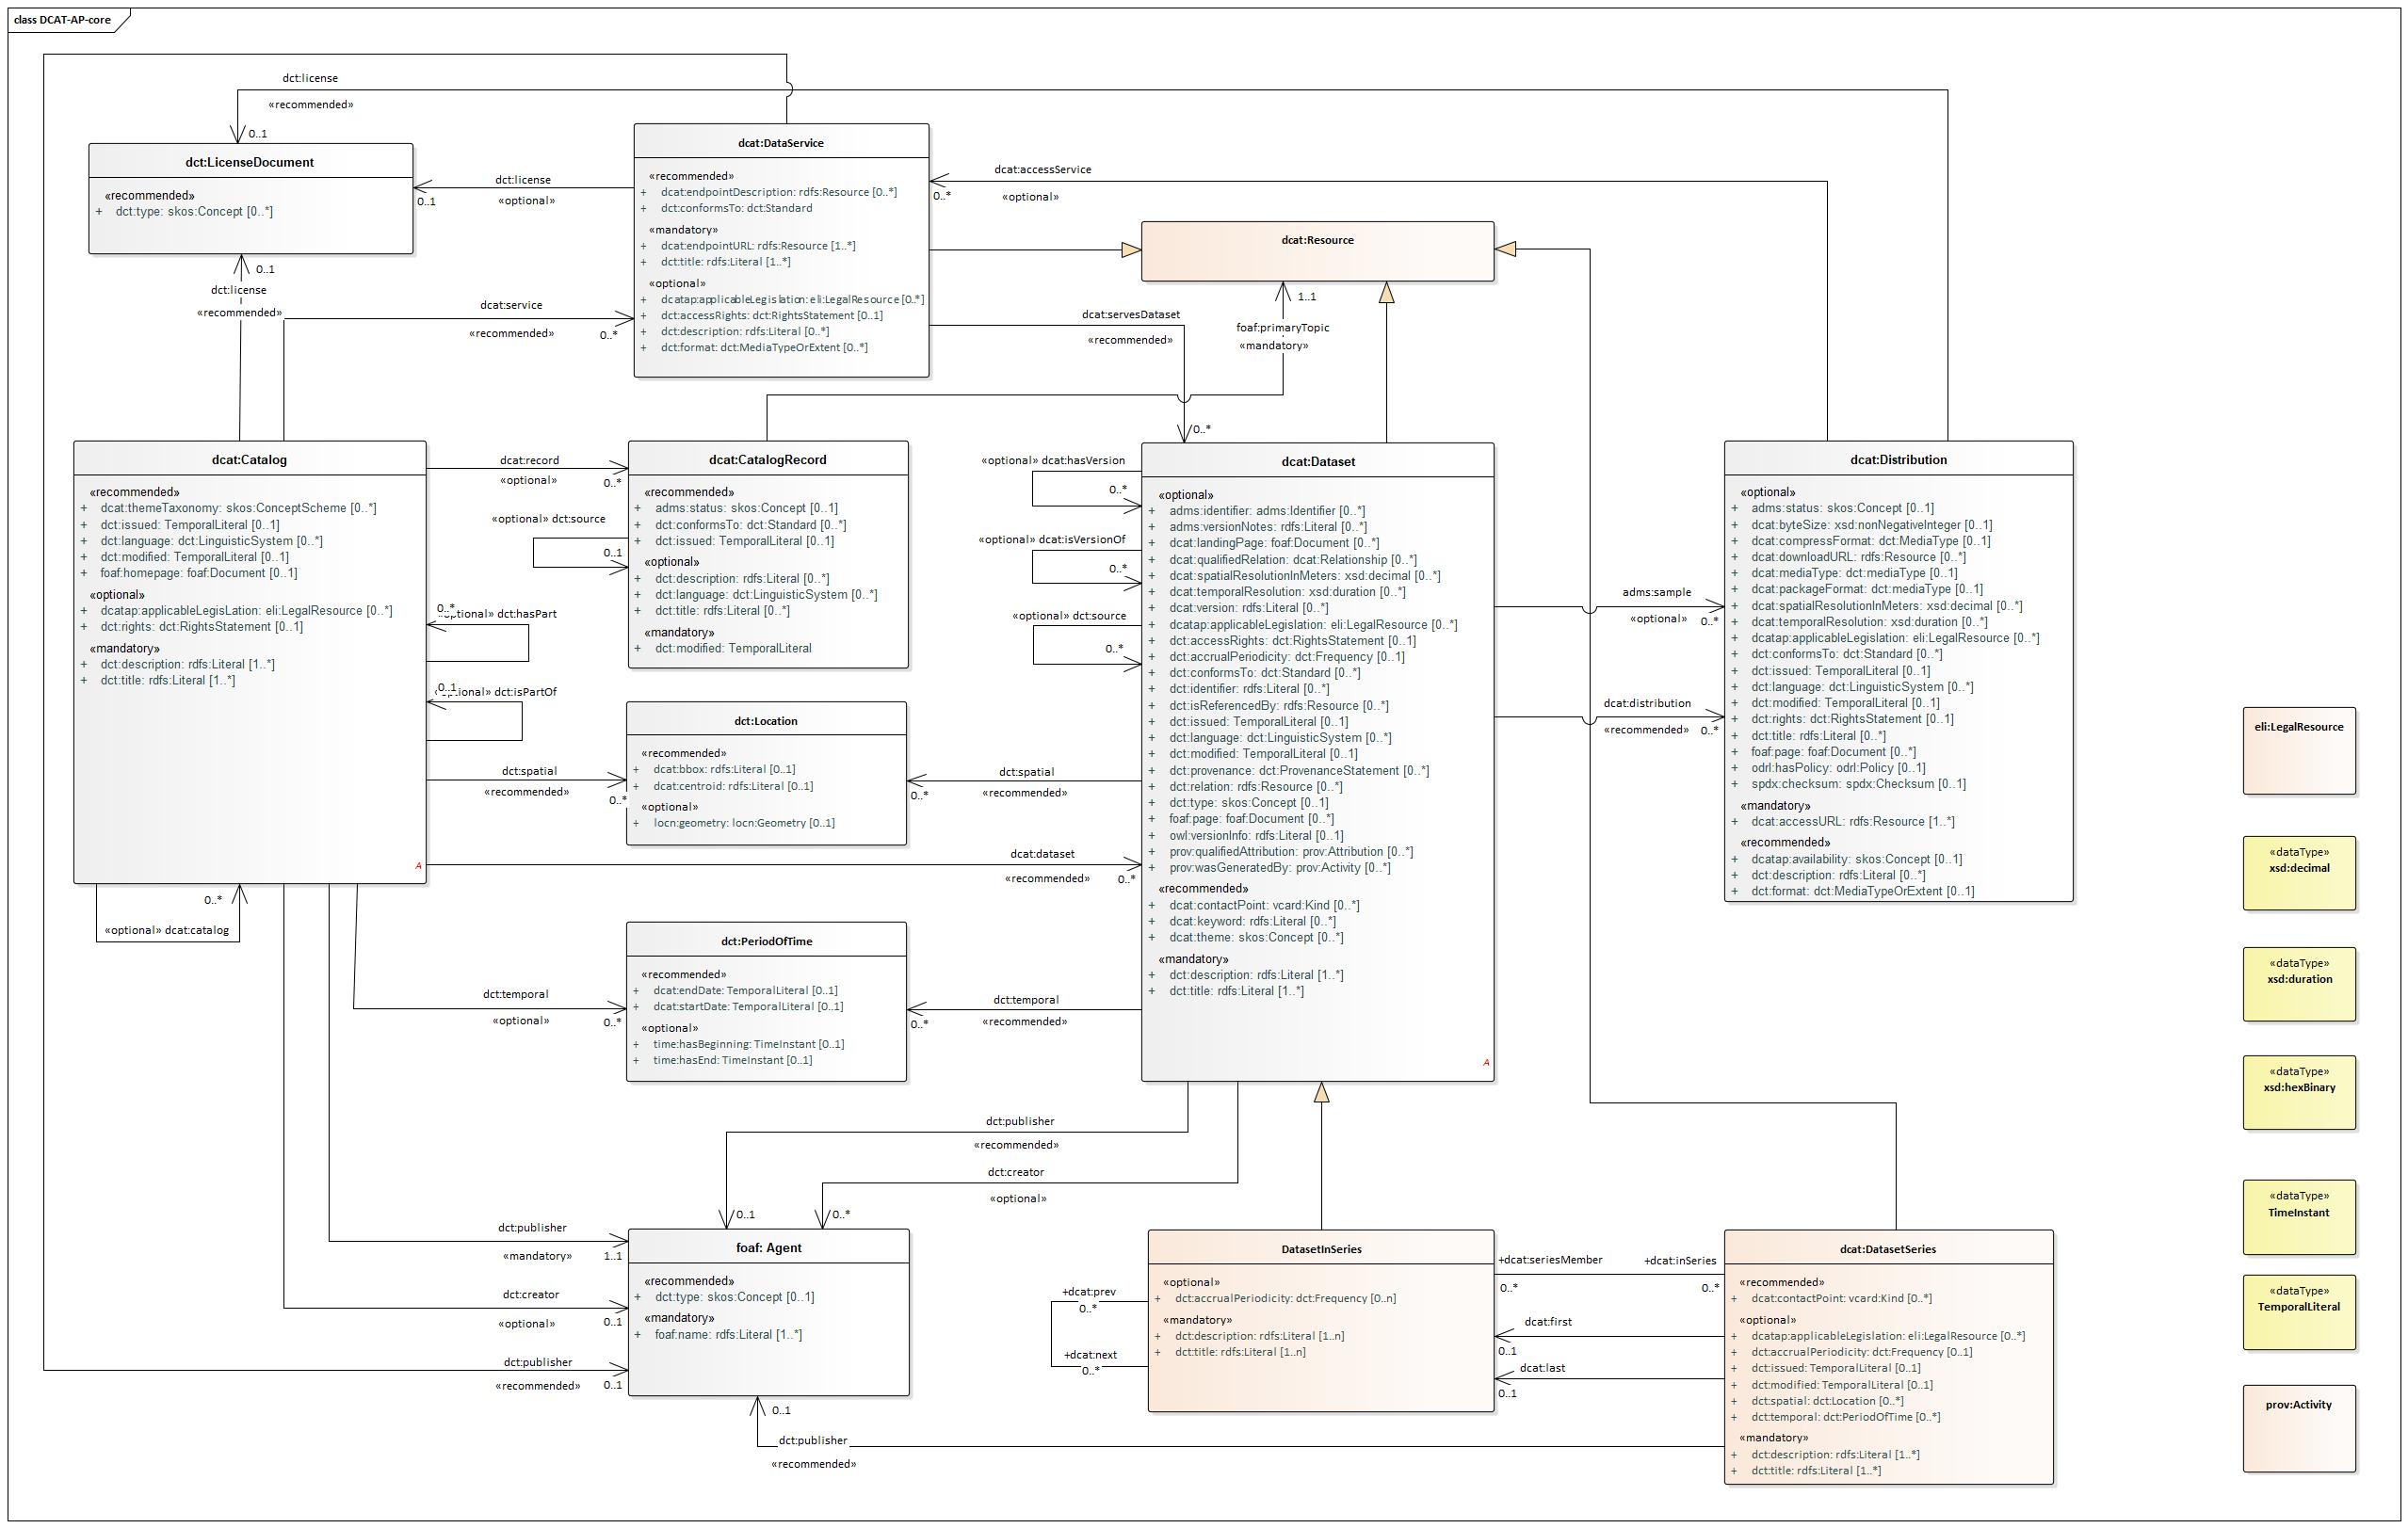 class DCAT-AP-core
dct:license
«recommended»
0..1
dct:LicenseDocument
«recommended»
+ dct:type: skos:Concept [0..*]
dct:license
«optional»
0..1
dcat:DataService
«recommended»
+ dcat:endpointDescription: rdfs:Resource [0..*]
+ dct:conformsTo: dct:Standard
«mandatory»
+ dcat:endpointURL: rdfs:Resource [1..*]
+ dct:title: rdfs:Literal [1..*]
«optional»
+ dcatap:applicableLegislation: eli:LegalResource [0..*]
+ dct:accessRights: dct:RightsStatement [0..1]
+ dct:description: rdfs:Literal [0..*]
+ dct:format: dct:MediaTypeOrExtent [0..*]
dcat:accessService
0..*
«optional»
dcat:Resource
0..1
dct:license
«recommended»
dcat:service
«recommended»
0..*
dcat:servesDataset
«recommended»
0..*
1..1
foaf:primaryTopic
«mandatory»
dcat:Catalog
«recommended»
+ dcat:themeTaxonomy: skos:ConceptScheme [0..*]
+ dct:issued: TemporalLiteral [0..1]
+ dct:language: dct:LinguisticSystem [0..*]
+ dct:modified: TemporalLiteral [0..1]
+ foaf:homepage: foaf:Document [0..1]
«optional»
+ dcatap:applicableLegisLation: eli:LegalResource [0..*]
+ dct:rights: dct:RightsStatement [0..1]
«mandatory»
+ dct:description: rdfs:Literal [1..*]
+ dct:title: rdfs:Literal [1..*]
A
dcat:record
«optional»
0..*
«optional» dct:source
0..1
0..*
dct:hasPart
0..1
dct:isPartOf
dct:spatial
«recommended»
0..*
0..*
«optional» dcat:catalog
dcat:CatalogRecord
«recommended»
+ adms:status: skos:Concept [0..1]
+ dct:conformsTo: dct:Standard [0..*]
+ dct:issued: TemporalLiteral [0..1]
«optional»
+ dct:description: rdfs:Literal [0..*]
+ dct:language: dct:LinguisticSystem [0..*]
+ dct:title: rdfs:Literal [0..*]
«mandatory»
+ dct:modified: TemporalLiteral
dct:Location
«recommended»
+ dcat:bbox: rdfs:Literal [0..1]
+ dcat:centroid: rdfs:Literal [0..1]
«optional»
+ locn:geometry: locn:Geometry [0..1]
dct:spatial
«recommended»
0..*
dcat:dataset
«recommended»
0..*
dct:PeriodOfTime
«recommended»
+ dcat:endDate: TemporalLiteral [0..1]
+ dcat:startDate: TemporalLiteral [0..1]
«optional»
+ time:hasBeginning: TimeInstant [0..1]
+ time:hasEnd: TimeInstant [0..1]
dct:temporal
«optional»
0..*
dct:temporal
«recommended»
0..*
«optional» dcat:hasVersion
0..*
«optional» dcat:isVersionOf
0..*
«optional» dct:source
0..*
dcat:Dataset
«optional»
+ adms:identifier: adms:Identifier [0..*]
+ adms:versionNotes: rdfs:Literal [0..*]
+ dcat:landingPage: foaf:Document [0..*]
+ dcat:qualifiedRelation: dcat:Relationship [0..*]
+ dcat:spatialResolutionInMeters: xsd:decimal [0..*]
+ dcat:temporalResolution: xsd:duration [0..*]
+ dcat:version: rdfs:Literal [0..*]
+ dcatap:applicableLegislation: eli:LegalResource [0..*]
+ dct:accessRights: dct:RightsStatement [0..1]
+ dct:accrualPeriodicity: dct:Frequency [0..1]
+ dct:conformsTo: dct:Standard [0..*]
+ dct:identifier: rdfs:Literal [0..*]
+ dct:isReferencedBy: rdfs:Resource [0..*]
+ dct:issued: TemporalLiteral [0..1]
+ dct:language: dct:LinguisticSystem [0..*]
+ dct:modified: TemporalLiteral [0..1]
+ dct:provenance: dct:ProvenanceStatement [0..*]
+ dct:relation: rdfs:Resource [0..*]
+ dct:type: skos:Concept [0..1]
+ foaf:page: foaf:Document [0..*]
+ owl:versionInfo: rdfs:Literal [0..1]
+ prov:qualifiedAttribution: prov:Attribution [0..*]
+ prov:wasGeneratedBy: prov:Activity [0..*]
«recommended»
+ dcat:contactPoint: vcard:Kind [0..*]
+ dcat:keyword: rdfs:Literal [0..*]
+ dcat:theme: skos:Concept [0..*]
«mandatory»
+ dct:description: rdfs:Literal [1..*]
+ dct:title: rdfs:Literal [1..*]
A
adms:sample
«optional»
0..*
dcat:distribution
«recommended»
0..*
dcat:Distribution
«optional»
+ adms:status: skos:Concept [0..1]
+ dcat:byteSize: xsd:nonNegativeInteger [0..1]
+ dcat:compressFormat: dct:MediaType [0..1]
+ dcat:downloadURL: rdfs:Resource [0..*]
+ dcat:mediaType: dct:mediaType [0..1]
+ dcat:packageFormat: dct:mediaType [0..1]
+ dcat:spatialResolutionInMeters: xsd:decimal [0..*]
+ dcat:temporalResolution: xsd:duration [0..*]
+ dcatap:applicableLegislation: eli:LegalResource [0..*]
+ dct:conformsTo: dct:Standard [0..*]
+ dct:issued: TemporalLiteral [0..1]
+ dct:language: dct:LinguisticSystem [0..*]
+ dct:modified: TemporalLiteral [0..1]
+ dct:rights: dct:RightsStatement [0..1]
+ dct:title: rdfs:Literal [0..*]
+ foaf:page: foaf:Document [0..*]
+ odrl:hasPolicy: odrl:Policy [0..1]
+ spdx:checksum: spdx:Checksum [0..1]
«mandatory»
+ dcat:accessURL: rdfs:Resource [1..*]
«recommended»
+ dcatap:availability: skos:Concept [0..1]
+ dct:description: rdfs:Literal [0..*]
+ dct:format: dct:MediaTypeOrExtent [0..1]
eli:LegalResource
«dataType»
xsd:decimal
«dataType»
xsd:duration
«dataType»
xsd:hexBinary
«dataType»
TimeInstant
«dataType»
TemporalLiteral
prov:Activity
dct:publisher
«recommended»
0..1
dct:creator
«optional»
0..*
dct:publisher
«mandatory»
1..1
dct:creator
«optional»
0..1
dct:publisher
«recommended»
0..1
foaf: Agent
«recommended»
+ dct:type: skos:Concept [0..1]
«mandatory»
+ foaf:name: rdfs:Literal [1..*]
0..1
dct:publisher
«recommended»
+dcat:prev
0..*
+dcat:next
0..*
DatasetInSeries
«optional»
+ dct:accrualPeriodicity: dct:Frequency [0..n]
«mandatory»
+ dct:description: rdfs:Literal [1..n]
+ dct:title: rdfs:Literal [1..n]
+dcat:seriesMember +dcat:inSeries
0..* 0..*
dcat:first
0..1
dcat:last
0..1
dcat:DatasetSeries
«recommended»
+ dcat:contactPoint: vcard:Kind [0..*]
«optional»
+ dcatap:applicableLegislation: eli:LegalResource [0..*]
+ dct:accrualPeriodicity: dct:Frequency [0..1]
+ dct:issued: TemporalLiteral [0..1]
+ dct:modified: TemporalLiteral [0..1]
+ dct:spatial: dct:Location [0..*]
+ dct:temporal: dct:PeriodOfTime [0..*]
«mandatory»
+ dct:description: rdfs:Literal [1..*]
+ dct:title: rdfs:Literal [1..*]